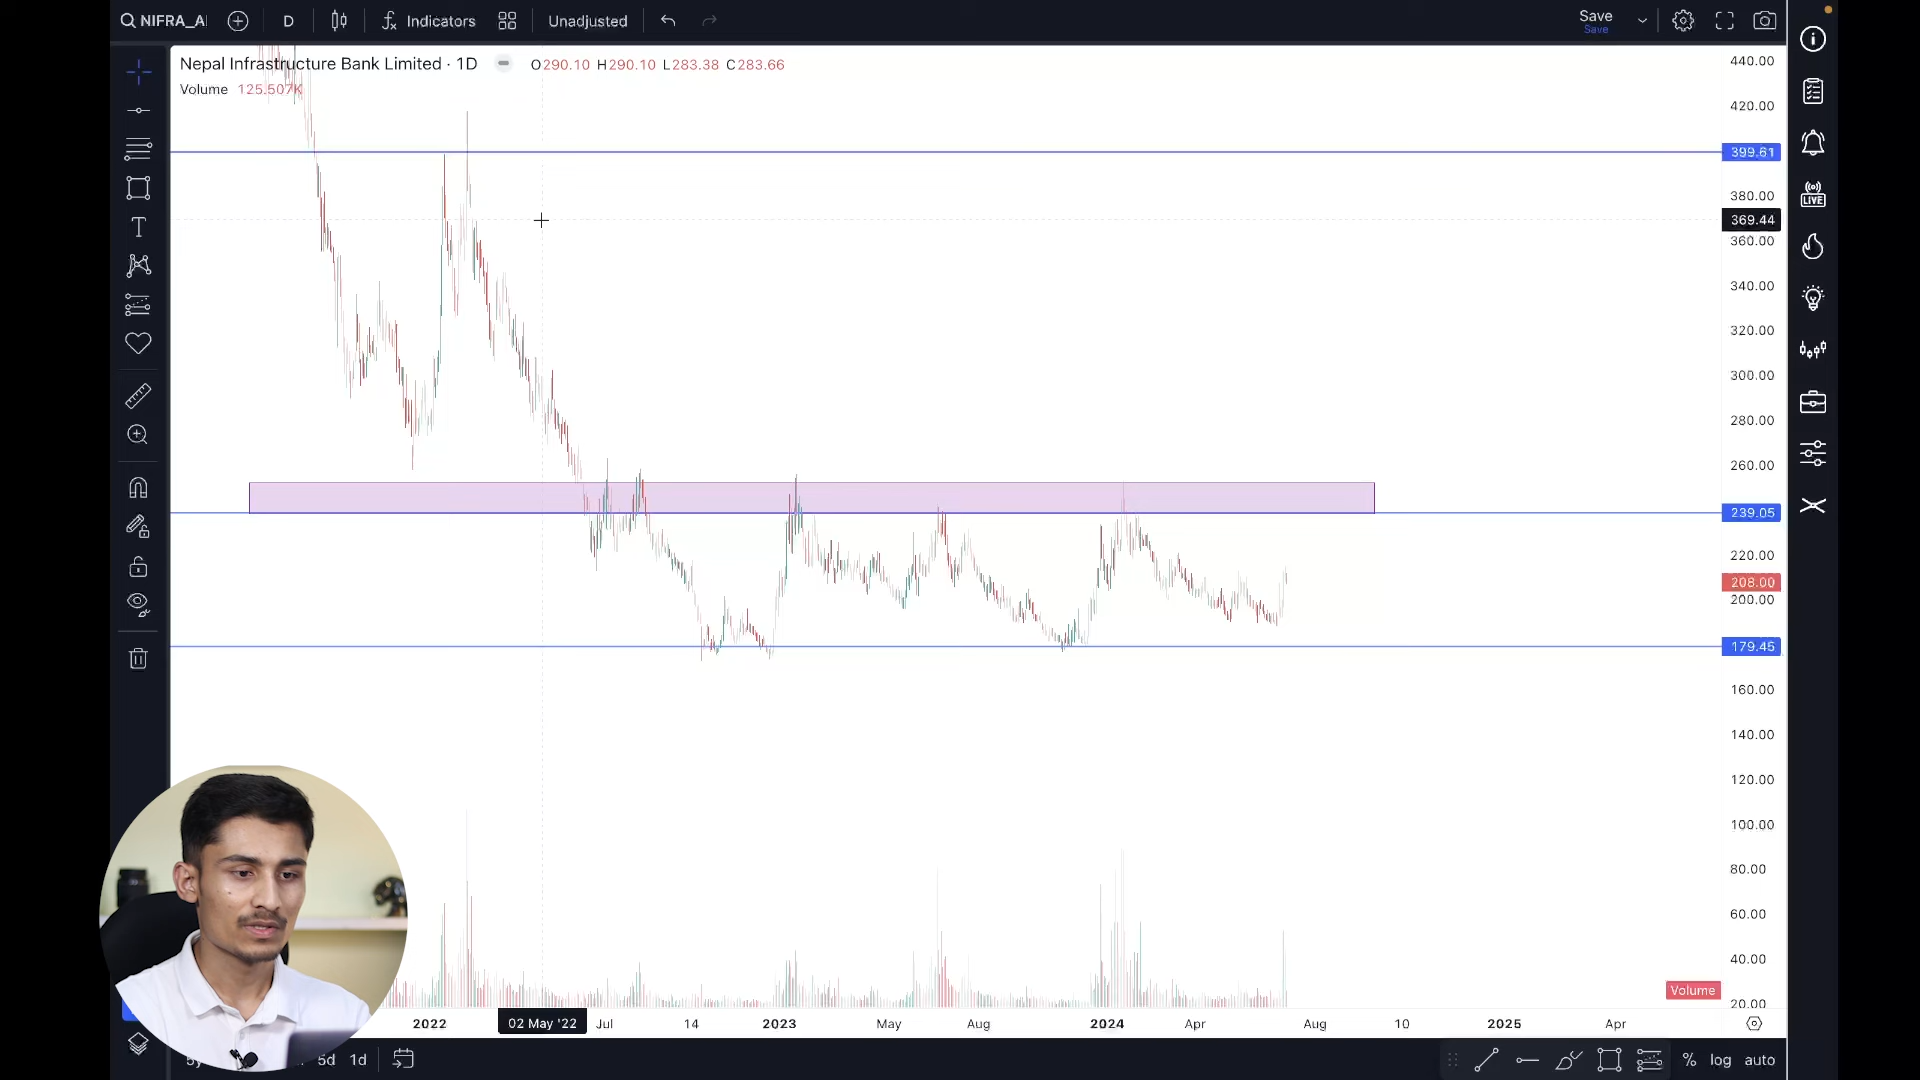 NIFRA_A
D
Indicators
Unadjusted
Save
Save
Nepal Infrastructure Bank Limited · 1D
O290.10 H290.10 L283.38 C283.66
Volume 125.507K
440.00
420.00
399.61
380.00
369.44
360.00
340.00
320.00
300.00
280.00
260.00
239.05
220.00
208.00
200.00
179.45
160.00
140.00
120.00
100.00
80.00
60.00
40.00
20.00
Volume
LIVE
2022
02 May '22
Jul
14
2023
May
Aug
2024
Apr
Aug
10
2025
Apr
5d
1d
%
log
auto